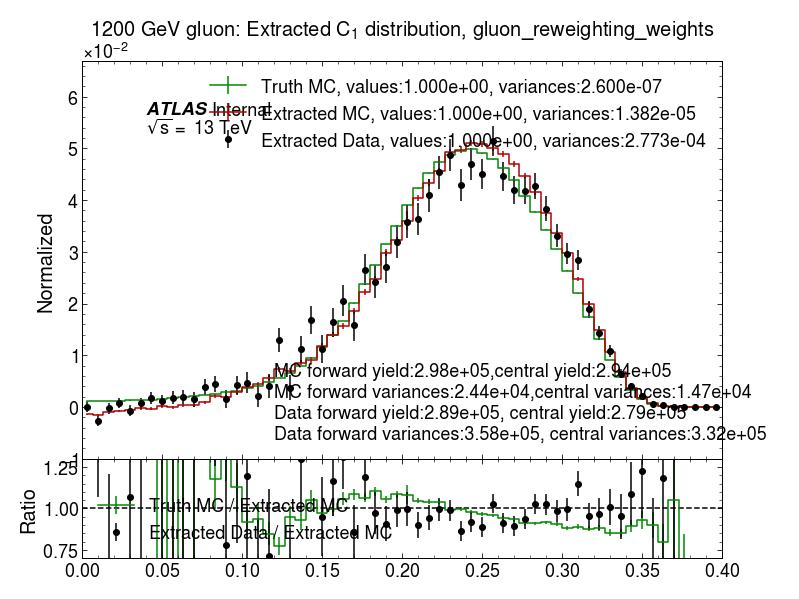 1200 GeV gluon: Extracted C₁ distribution, gluon_reweighting_weights
×10⁻²
Truth MC, values:1.000e+00, variances:2.600e-07
ATLAS Internal
Extracted MC, values:1.000e+00, variances:1.382e-05
√s = 13 TeV
Extracted Data, values:1.000e+00, variances:2.773e-04
6
5
4
3
2
1
0
Normalized
MC forward yield:2.98e+05,central yield:2.94e+05
MC forward variances:2.44e+04,central variances:1.47e+04
Data forward yield:2.89e+05, central yield:2.79e+05
Data forward variances:3.58e+05, central variances:3.32e+05
1
1.25
1.00
0.75
Ratio
Truth MC / Extracted MC
Extracted Data / Extracted MC
0.00 0.05 0.10 0.15 0.20 0.25 0.30 0.35 0.40